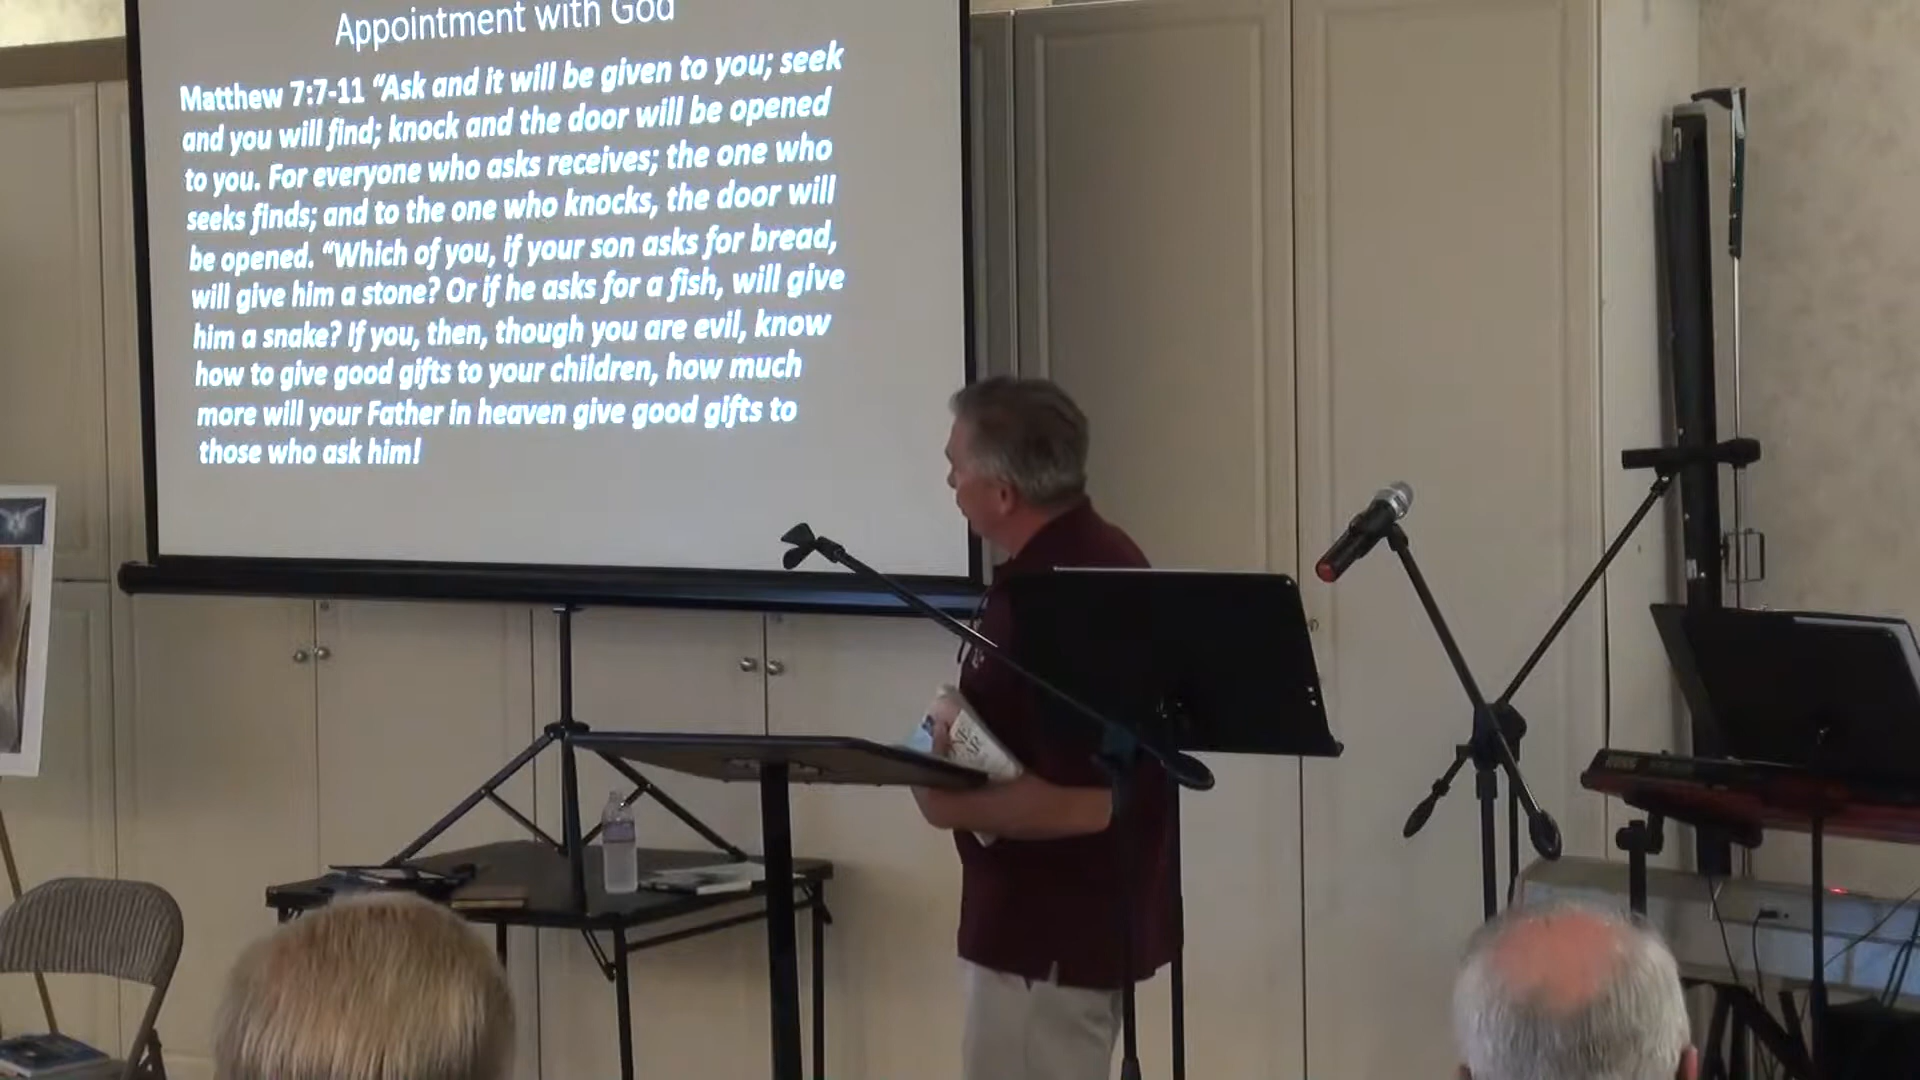 Appointment with God
Matthew 7:7-11 “Ask and it will be given to you; seek
and you will find; knock and the door will be opened
to you. For everyone who asks receives; the one who
seeks finds; and to the one who knocks, the door will
be opened. “Which of you, if your son asks for bread,
will give him a stone? Or if he asks for a fish, will give
him a snake? If you, then, though you are evil, know
how to give good gifts to your children, how much
more will your Father in heaven give good gifts to
those who ask him!